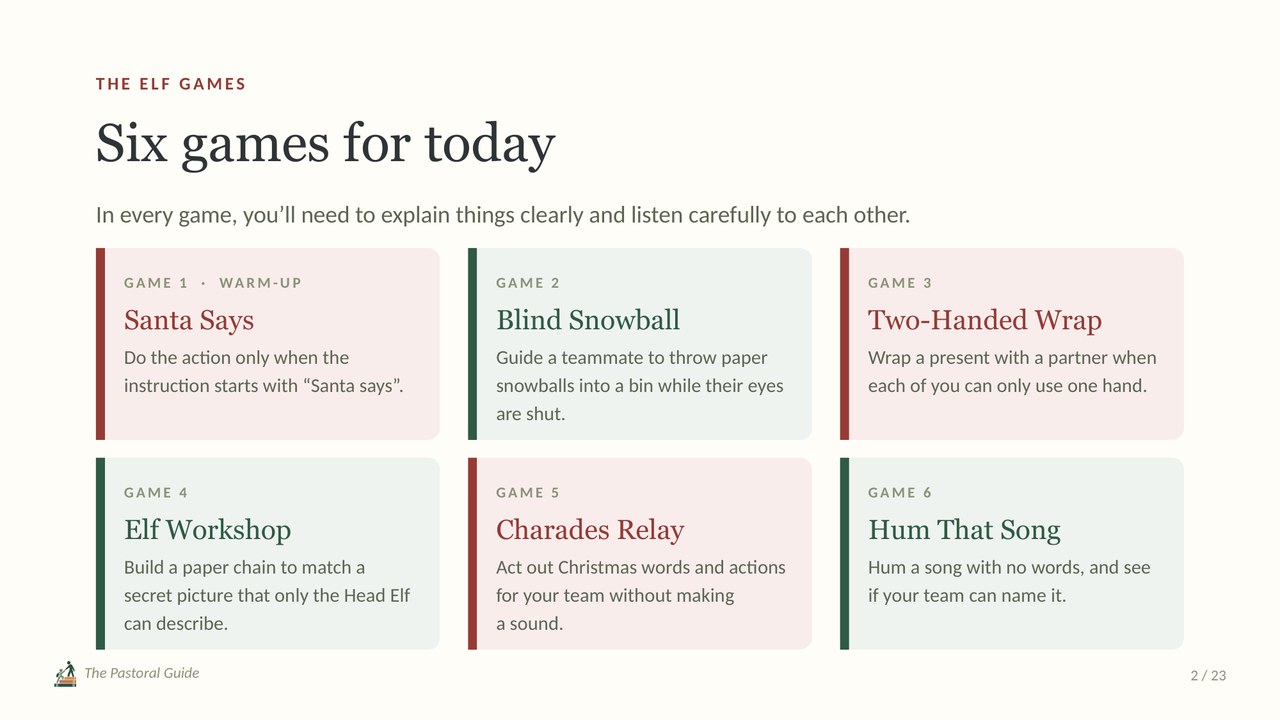 THE ELF GAMES
Six games for today
In every game, you’ll need to explain things clearly and listen carefully to each other.
GAME 1 · WARM-UP
Santa Says
Do the action only when the
instruction starts with “Santa says”.
GAME 2
Blind Snowball
Guide a teammate to throw paper
snowballs into a bin while their eyes
are shut.
GAME 3
Two-Handed Wrap
Wrap a present with a partner when
each of you can only use one hand.
GAME 4
Elf Workshop
Build a paper chain to match a
secret picture that only the Head Elf
can describe.
GAME 5
Charades Relay
Act out Christmas words and actions
for your team without making
a sound.
GAME 6
Hum That Song
Hum a song with no words, and see
if your team can name it.
The Pastoral Guide
2 / 23